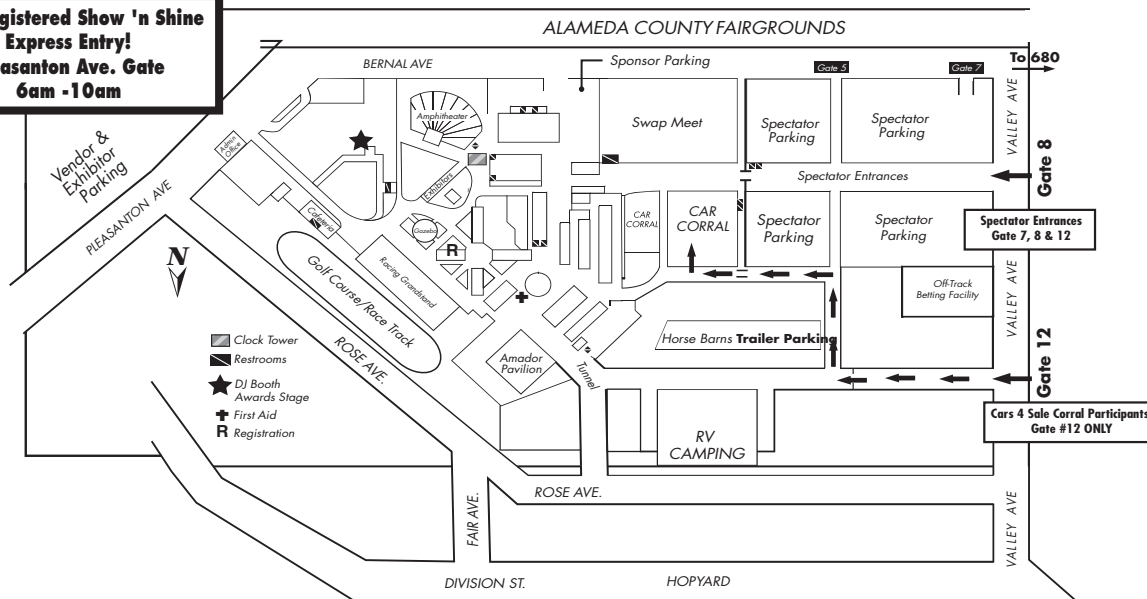 gistered Show 'n Shine
Express Entry!
asanton Ave. Gate
6am -10am
ALAMEDA COUNTY FAIRGROUNDS
BERNAL AVE
Sponsor Parking
Gate 5
Gate 7
To 680
VALLEY AVE
Gate 8
Vendor &
Exhibitor
Parking
PLEASANTON AVE
Admin
Office
Amphitheater
Swap Meet
Spectator
Parking
Spectator
Parking
Spectator Entrances
Exhibitors
Cafeteria
Gazebo
R
CAR
CORRAL
CAR
CORRAL
Spectator
Parking
Spectator
Parking
Spectator Entrances
Gate 7, 8 & 12
N
Golf Course/Race Track
Racing Grandstand
Off-Track
Betting Facility
VALLEY AVE
Horse Barns Trailer Parking
Clock Tower
Restrooms
DJ Booth
Awards Stage
First Aid
R Registration
ROSE AVE.
Amador
Pavilion
Tunnel
Gate 12
Cars 4 Sale Corral Participants
Gate #12 ONLY
RV
CAMPING
ROSE AVE.
FAIR AVE.
VALLEY AVE
DIVISION ST.
HOPYARD